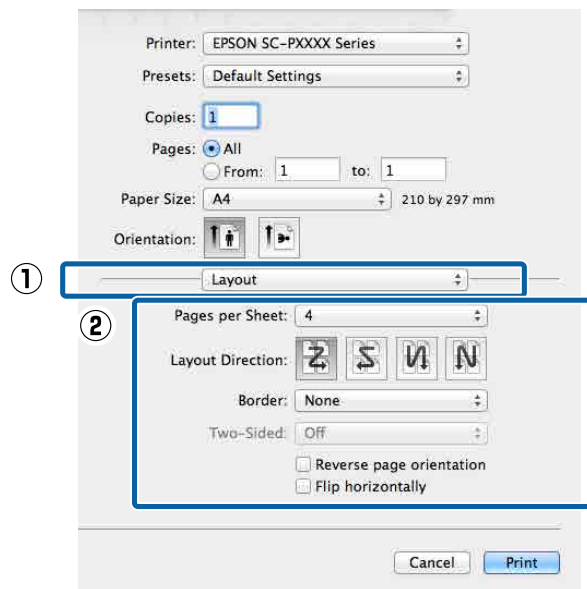 Printer: EPSON SC-PXXXX Series
Presets: Default Settings
Copies: 1
Pages: All
From: 1 to: 1
Paper Size: A4 210 by 297 mm
Orientation:
① Layout
②
Pages per Sheet: 4
Layout Direction:
Border: None
Two-Sided: Off
Reverse page orientation
Flip horizontally
Cancel Print